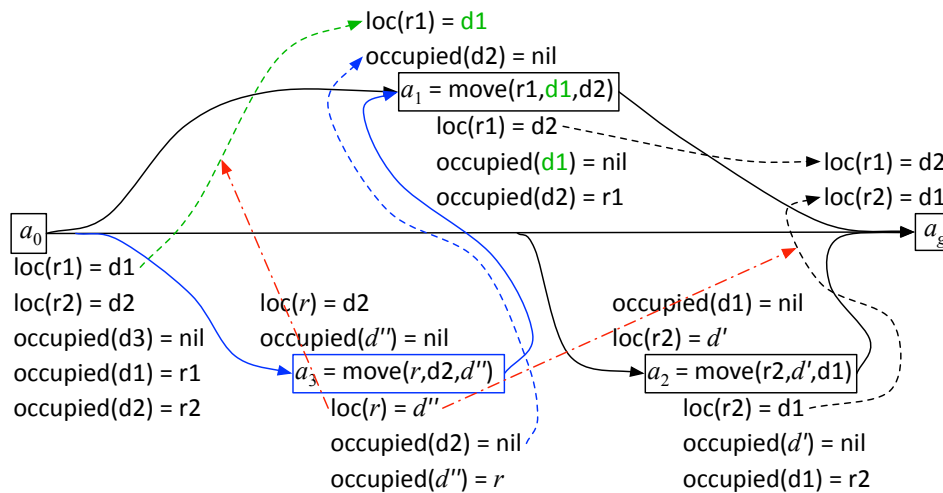 loc(r1) = d1
occupied(d2) = nil
a1 = move(r1,d1,d2)
loc(r1) = d2
occupied(d1) = nil
occupied(d2) = r1
loc(r1) = d2
loc(r2) = d1
a0
ag
loc(r1) = d1
loc(r2) = d2
occupied(d3) = nil
occupied(d1) = r1
occupied(d2) = r2
loc(r) = d2
occupied(d'') = nil
a3 = move(r,d2,d'')
loc(r) = d''
occupied(d2) = nil
occupied(d'') = r
occupied(d1) = nil
loc(r2) = d'
a2 = move(r2,d',d1)
loc(r2) = d1
occupied(d') = nil
occupied(d1) = r2